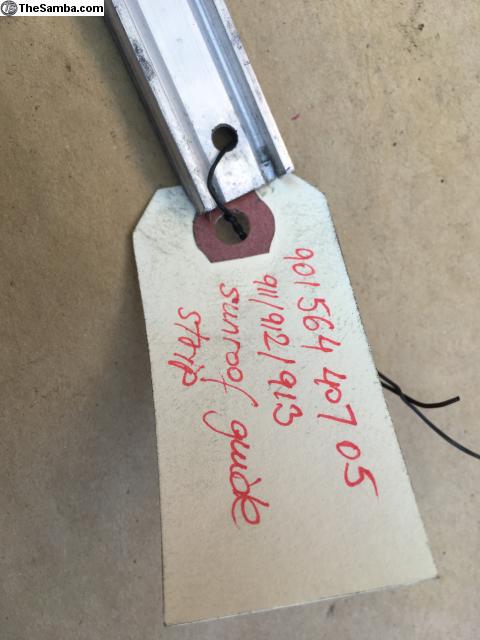 TheSamba.com
901 564 407 05
911/912/913
sunroof guide
strip